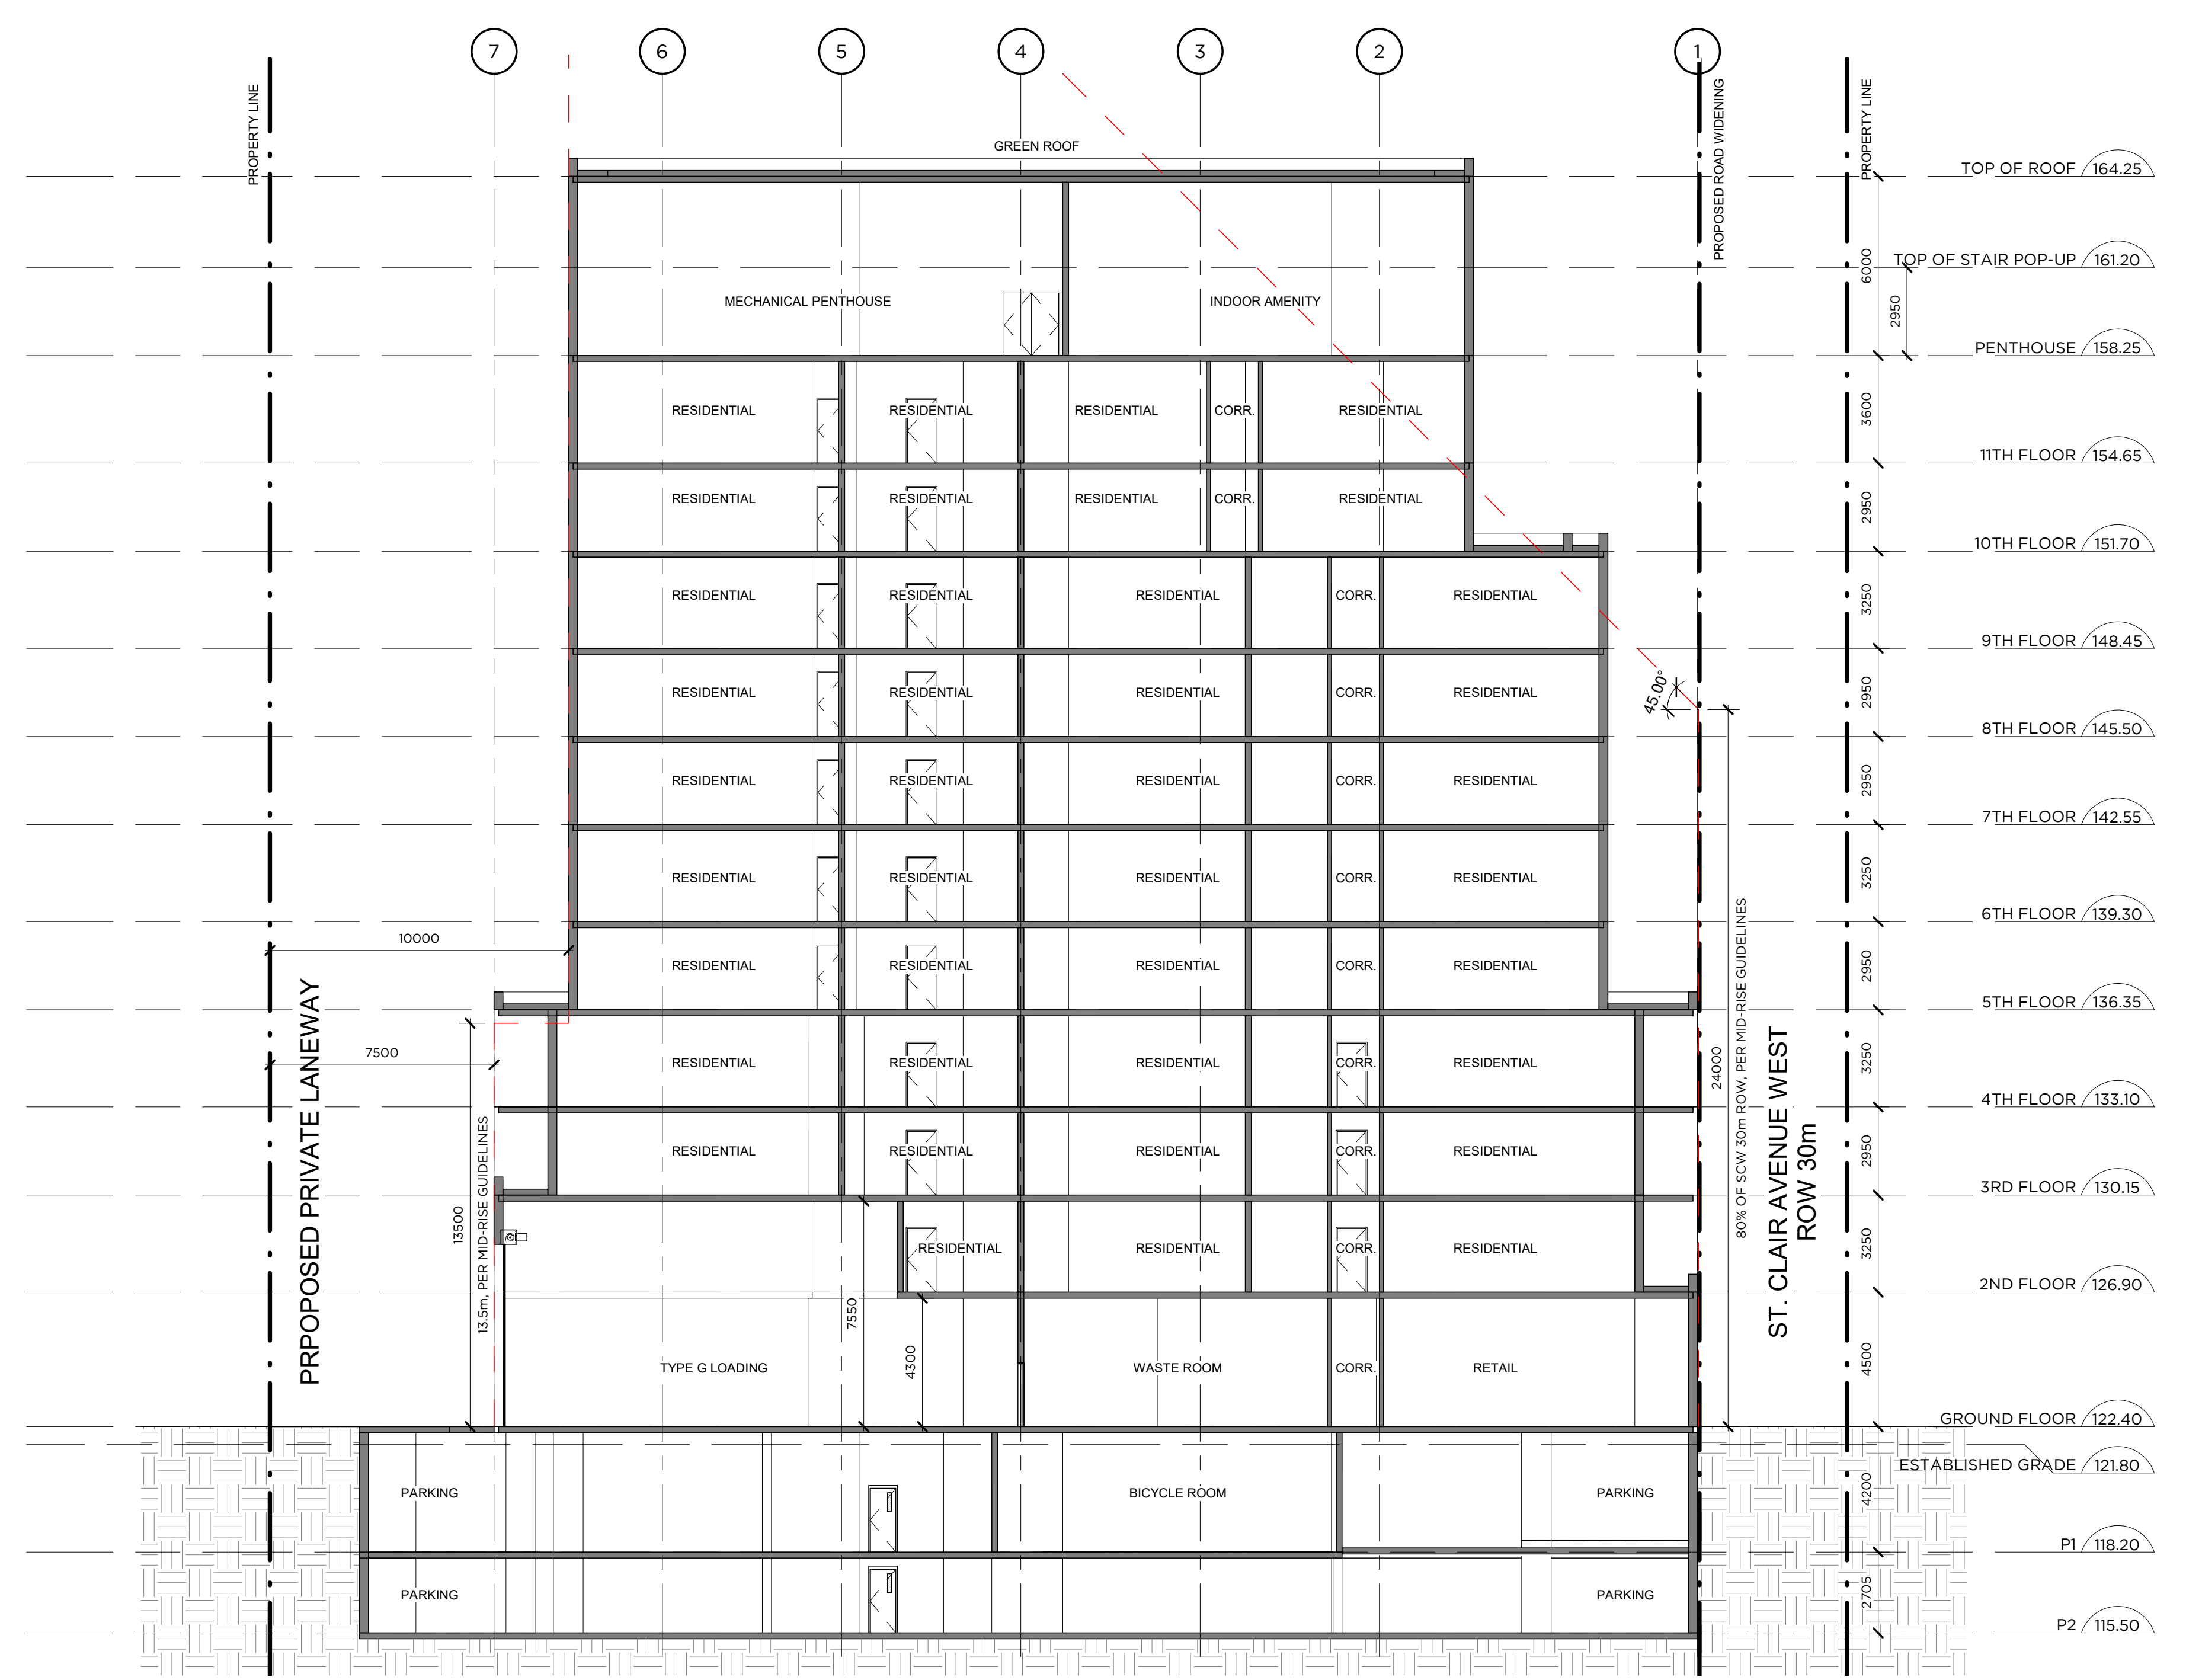 7 6 5 4 3 2 1
PROPERTY LINE
PROPOSED ROAD WIDENING
PROPERTY LINE
GREEN ROOF
TOP OF ROOF 164.25
6000
TOP OF STAIR POP-UP 161.20
2950
MECHANICAL PENTHOUSE INDOOR AMENITY
PENTHOUSE 158.25
3600
RESIDENTIAL RESIDENTIAL RESIDENTIAL CORR. RESIDENTIAL
11TH FLOOR 154.65
2950
RESIDENTIAL RESIDENTIAL RESIDENTIAL CORR. RESIDENTIAL
10TH FLOOR 151.70
3250
RESIDENTIAL RESIDENTIAL RESIDENTIAL CORR. RESIDENTIAL
9TH FLOOR 148.45
45.00°
2950
RESIDENTIAL RESIDENTIAL RESIDENTIAL CORR. RESIDENTIAL
8TH FLOOR 145.50
2950
RESIDENTIAL RESIDENTIAL RESIDENTIAL CORR. RESIDENTIAL
7TH FLOOR 142.55
3250
RESIDENTIAL RESIDENTIAL RESIDENTIAL CORR. RESIDENTIAL
6TH FLOOR 139.30
10000
2950
RESIDENTIAL RESIDENTIAL RESIDENTIAL CORR. RESIDENTIAL
5TH FLOOR 136.35
7500
3250
RESIDENTIAL RESIDENTIAL RESIDENTIAL CORR. RESIDENTIAL
24000
80% OF SCW 30m ROW, PER MID-RISE GUIDELINES
ST. CLAIR AVENUE WEST
ROW 30m
4TH FLOOR 133.10
2950
RESIDENTIAL RESIDENTIAL RESIDENTIAL CORR. RESIDENTIAL
3RD FLOOR 130.15
PRPOPOSED PRIVATE LANEWAY
13500
13.5m, PER MID-RISE GUIDELINES
3250
RESIDENTIAL RESIDENTIAL CORR. RESIDENTIAL
2ND FLOOR 126.90
7550
4300
4500
TYPE G LOADING WASTE ROOM CORR. RETAIL
GROUND FLOOR 122.40
ESTABLISHED GRADE 121.80
4200
PARKING BICYCLE ROOM PARKING
P1 118.20
2705
PARKING PARKING
P2 115.50